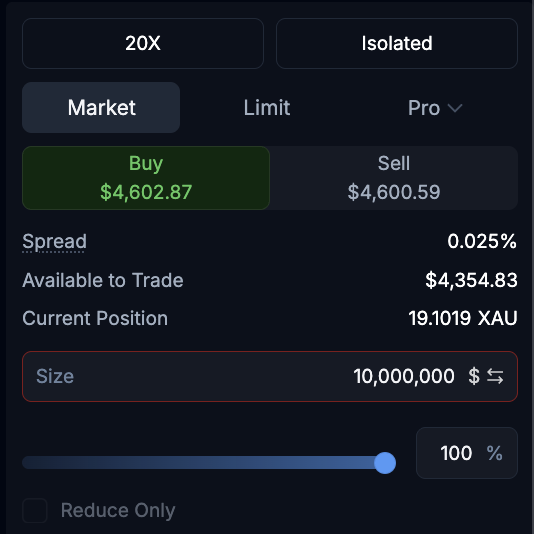 20X Isolated
Market Limit Pro
Buy Sell
$4,602.87 $4,600.59
Spread 0.025%
Available to Trade $4,354.83
Current Position 19.1019 XAU
Size 10,000,000 $
100 %
Reduce Only